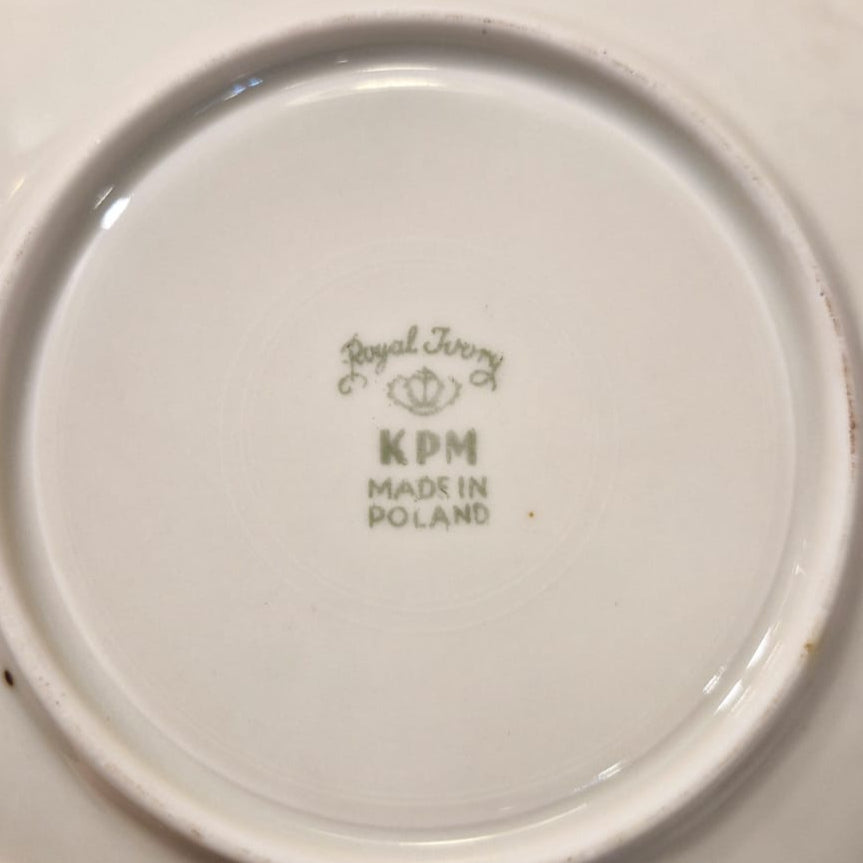 Royal Ivory
KPM
MADE IN
POLAND